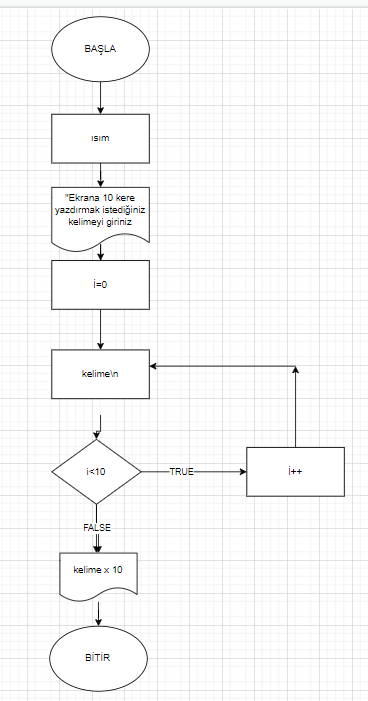 BAŞLA
ısım
"Ekrana 10 kere
yazdırmak istediğiniz
kelimeyi giriniz
İ=0
kelime\n
i<10
TRUE
İ++
FALSE
kelime x 10
BİTİR